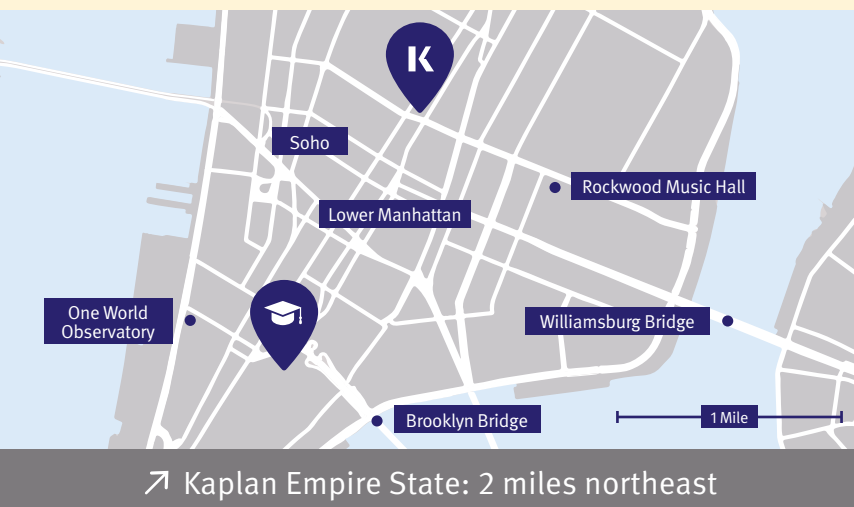 K
Soho
Rockwood Music Hall
Lower Manhattan
One World
Observatory
Williamsburg Bridge
Brooklyn Bridge
1 Mile
Kaplan Empire State: 2 miles northeast